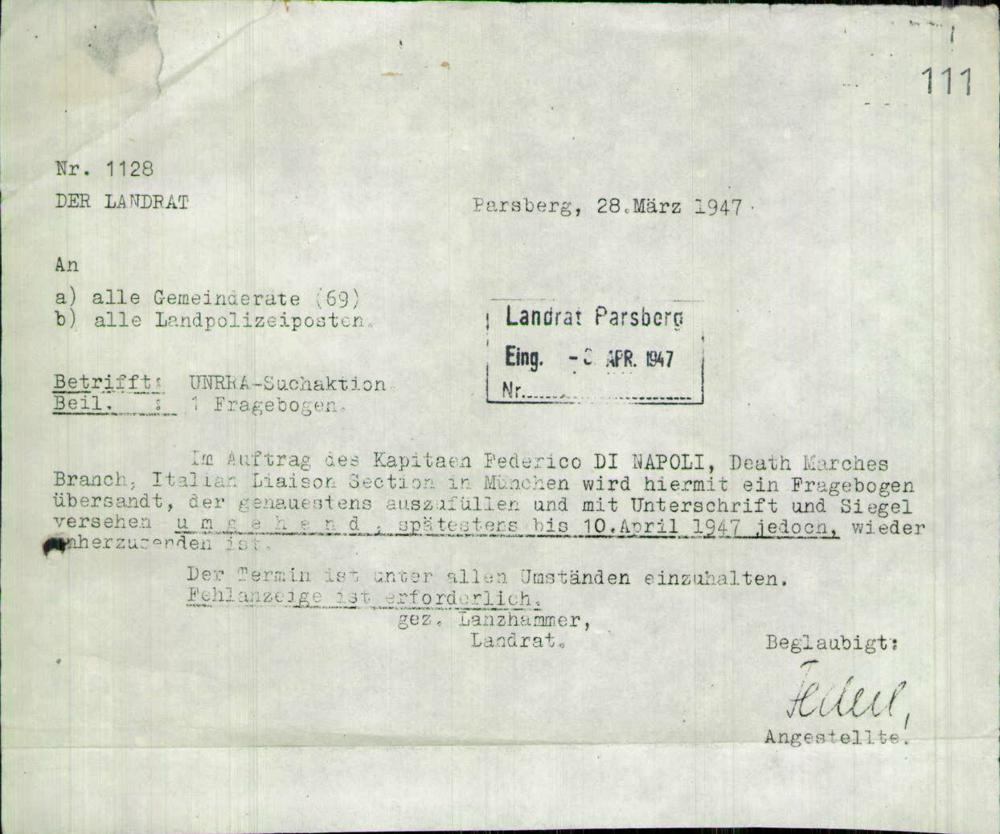 111
Nr. 1128
DER LANDRAT
Parsberg, 28.März 1947
An
a) alle Gemeinderäte (69)
b) alle Landpolizeiposten.
Landrat Parsberg
Eing. - APR. 1947
Nr.
Betrifft: UNRRA-Suchaktion
Beil. : 1 Fragebogen.
Im Auftrag des Kapitaen Federico DI NAPOLI, Death Marches
Branch, Italian Liaison Section in München wird hiermit ein Fragebogen
übersandt, der genauestens auszufüllen und mit Unterschrift und Siegel
versehen u m g e h e n d , spätestens bis 10.April 1947 jedoch, wieder
anherzusenden ist.
Der Termin ist unter allen Umständen einzuhalten.
Fehlanzeige ist erforderlich.
gez. Lanzhammer,
Landrat.
Beglaubigt:
Angestellte.